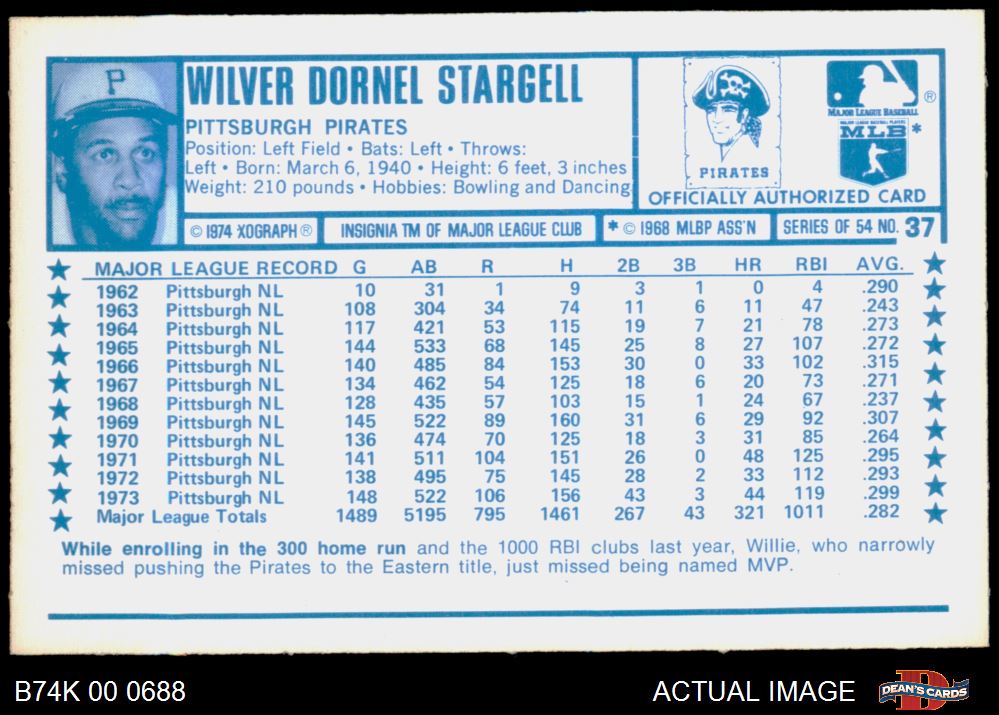 WILVER DORNEL STARGELL
PITTSBURGH PIRATES
Position: Left Field • Bats: Left • Throws:
Left • Born: March 6, 1940 • Height: 6 feet, 3 inches
Weight: 210 pounds • Hobbies: Bowling and Dancing
P
PIRATES
MAJOR LEAGUE BASEBALL ®
MAJOR LEAGUE BASEBALL PLAYERS
MLB *
OFFICIALLY AUTHORIZED CARD
© 1974 XOGRAPH ® INSIGNIA TM OF MAJOR LEAGUE CLUB * © 1968 MLBP ASS'N SERIES OF 54 NO. 37
MAJOR LEAGUE RECORD G AB R H 2B 3B HR RBI AVG.
1962 Pittsburgh NL 10 31 1 9 3 1 0 4 .290
1963 Pittsburgh NL 108 304 34 74 11 6 11 47 .243
1964 Pittsburgh NL 117 421 53 115 19 7 21 78 .273
1965 Pittsburgh NL 144 533 68 145 25 8 27 107 .272
1966 Pittsburgh NL 140 485 84 153 30 0 33 102 .315
1967 Pittsburgh NL 134 462 54 125 18 6 20 73 .271
1968 Pittsburgh NL 128 435 57 103 15 1 24 67 .237
1969 Pittsburgh NL 145 522 89 160 31 6 29 92 .307
1970 Pittsburgh NL 136 474 70 125 18 3 31 85 .264
1971 Pittsburgh NL 141 511 104 151 26 0 48 125 .295
1972 Pittsburgh NL 138 495 75 145 28 2 33 112 .293
1973 Pittsburgh NL 148 522 106 156 43 3 44 119 .299
Major League Totals 1489 5195 795 1461 267 43 321 1011 .282
While enrolling in the 300 home run and the 1000 RBI clubs last year, Willie, who narrowly
missed pushing the Pirates to the Eastern title, just missed being named MVP.
B74K 00 0688 ACTUAL IMAGE DEAN'S CARDS